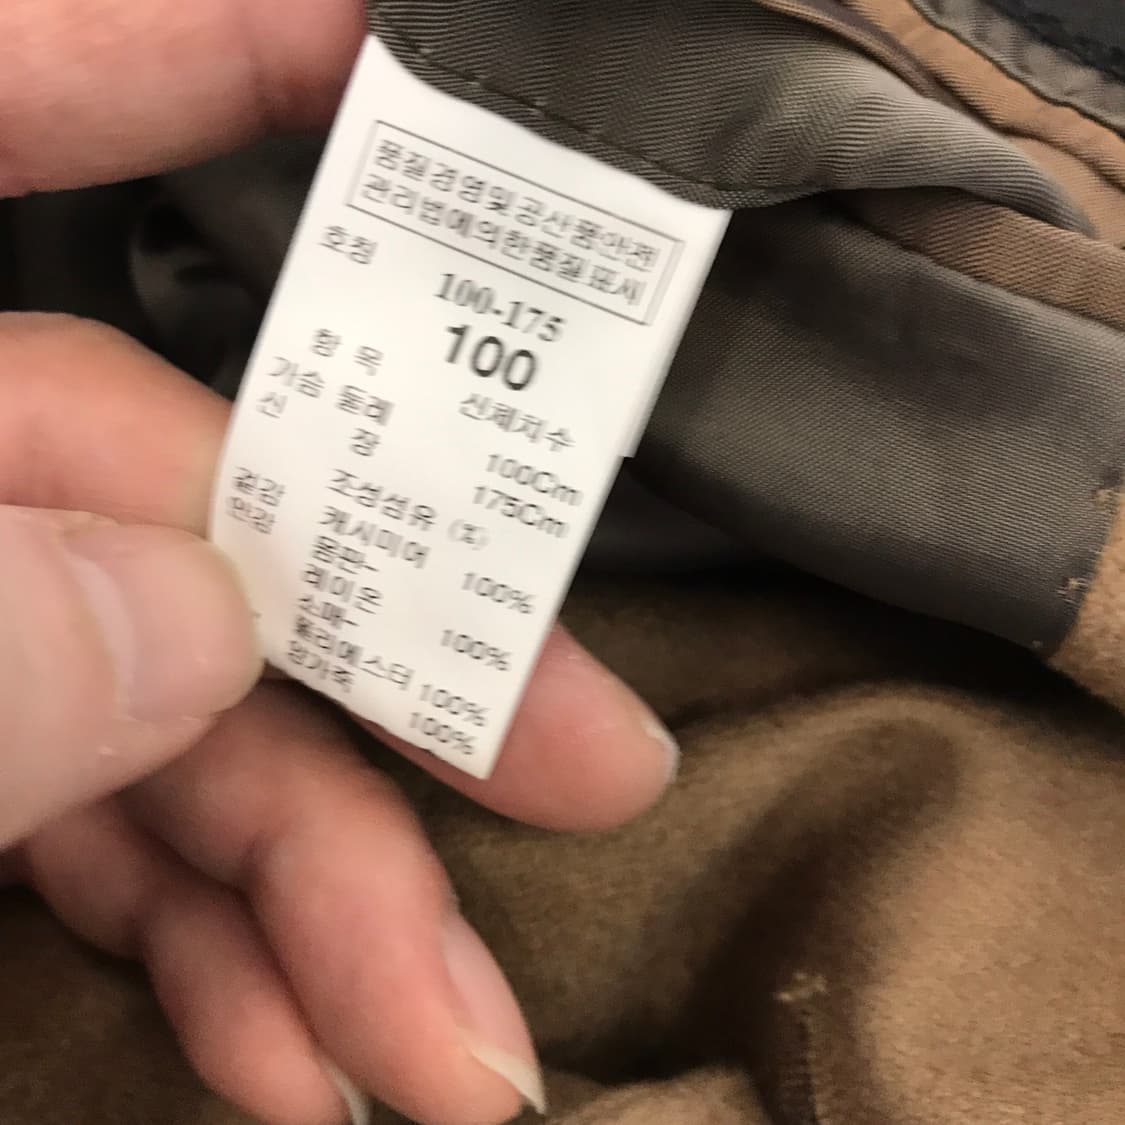 품질경영및공산품안전
관리법에의한품질표시
호칭
100-175
100
항 목 신체치수
가슴 둘레 100Cm
신 장 175Cm
조성섬유 (%)
겉감 캐시미어 100%
안감 몸판-
레이온 100%
소매-
폴리에스터 100%
양가죽 100%